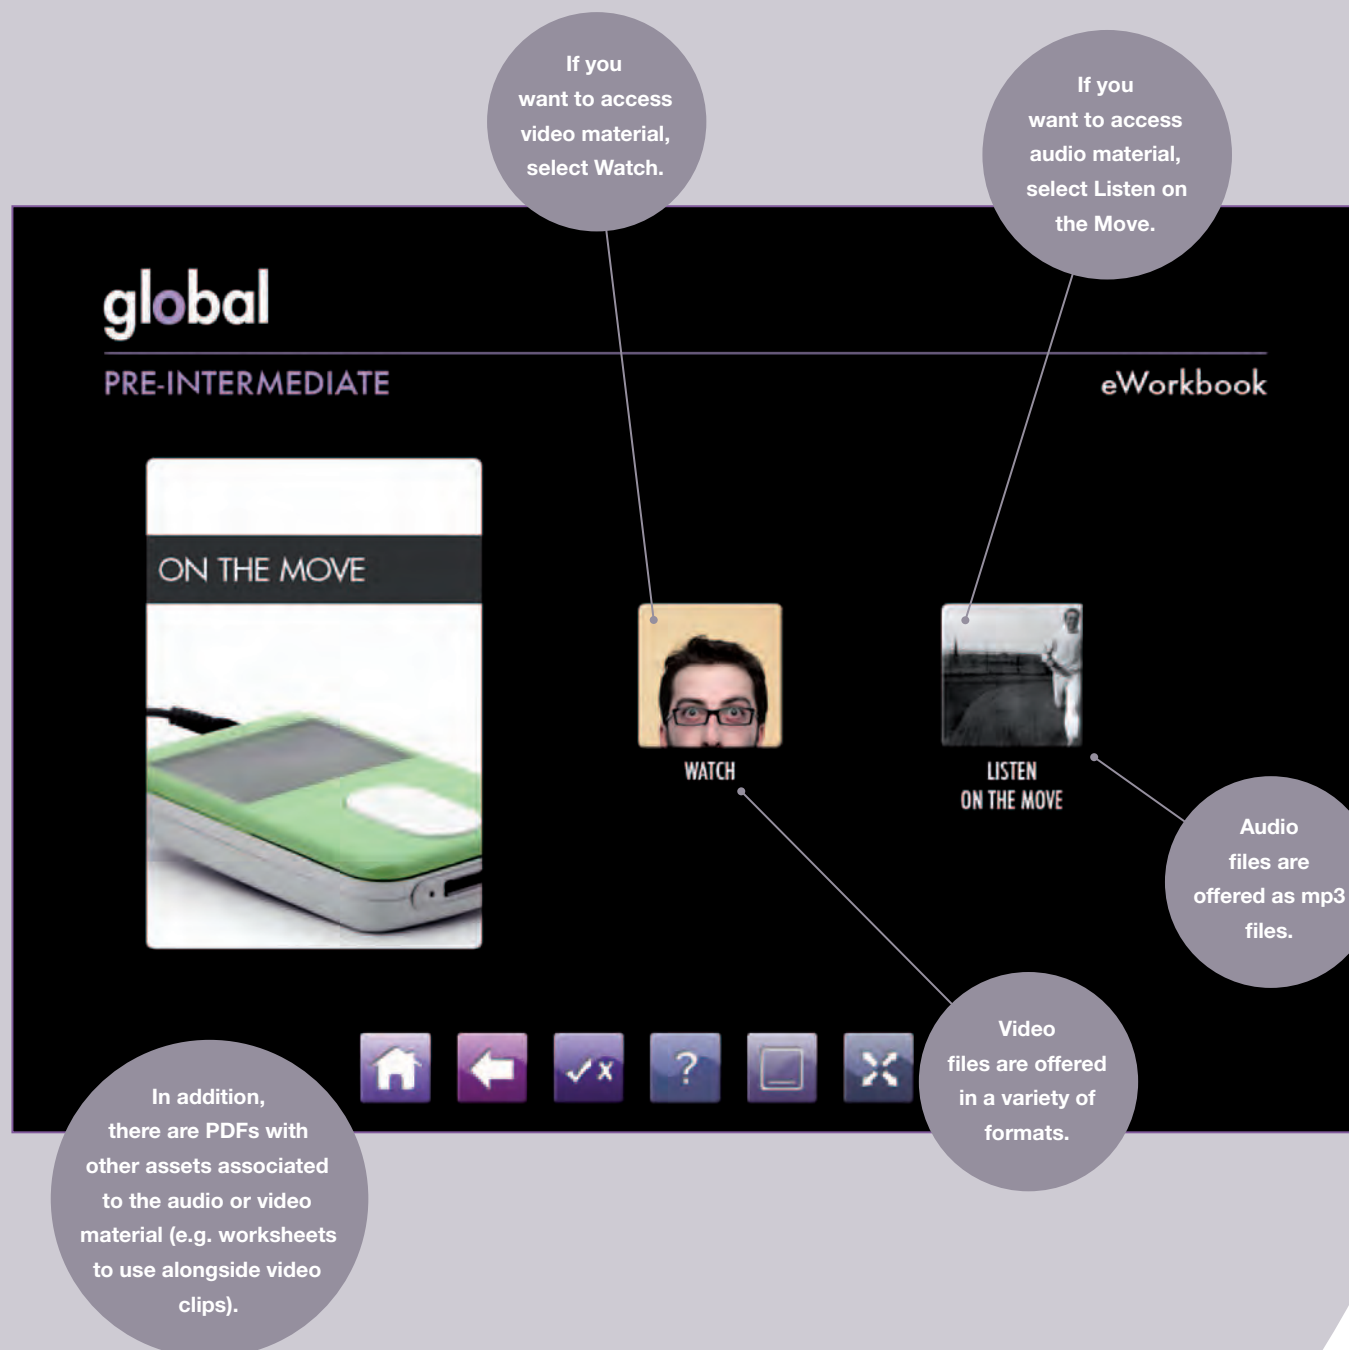 If you
want to access
video material,
select Watch.
If you
want to access
audio material,
select Listen on
the Move.
global
PRE-INTERMEDIATE
eWorkbook
ON THE MOVE
WATCH
LISTEN
ON THE MOVE
Audio
files are
offered as mp3
files.
Video
files are offered
in a variety of
formats.
In addition,
there are PDFs with
other assets associated
to the audio or video
material (e.g. worksheets
to use alongside video
clips).